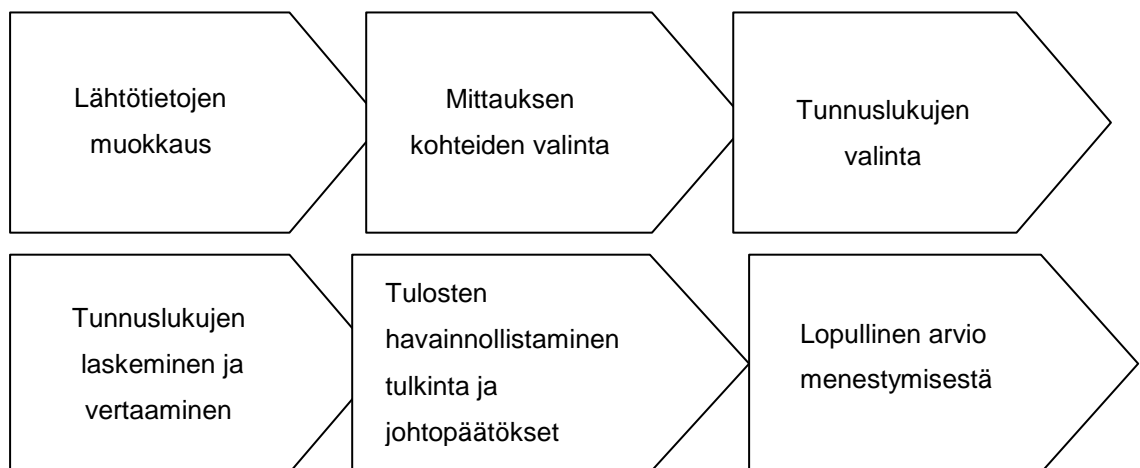 Lähtötietojen
muokkaus
Mittauksen
kohteiden valinta
Tunnuslukujen
valinta
Tunnuslukujen
laskeminen ja
vertaaminen
Tulosten
havainnollistaminen
tulkinta ja
johtopäätökset
Lopullinen arvio
menestymisestä